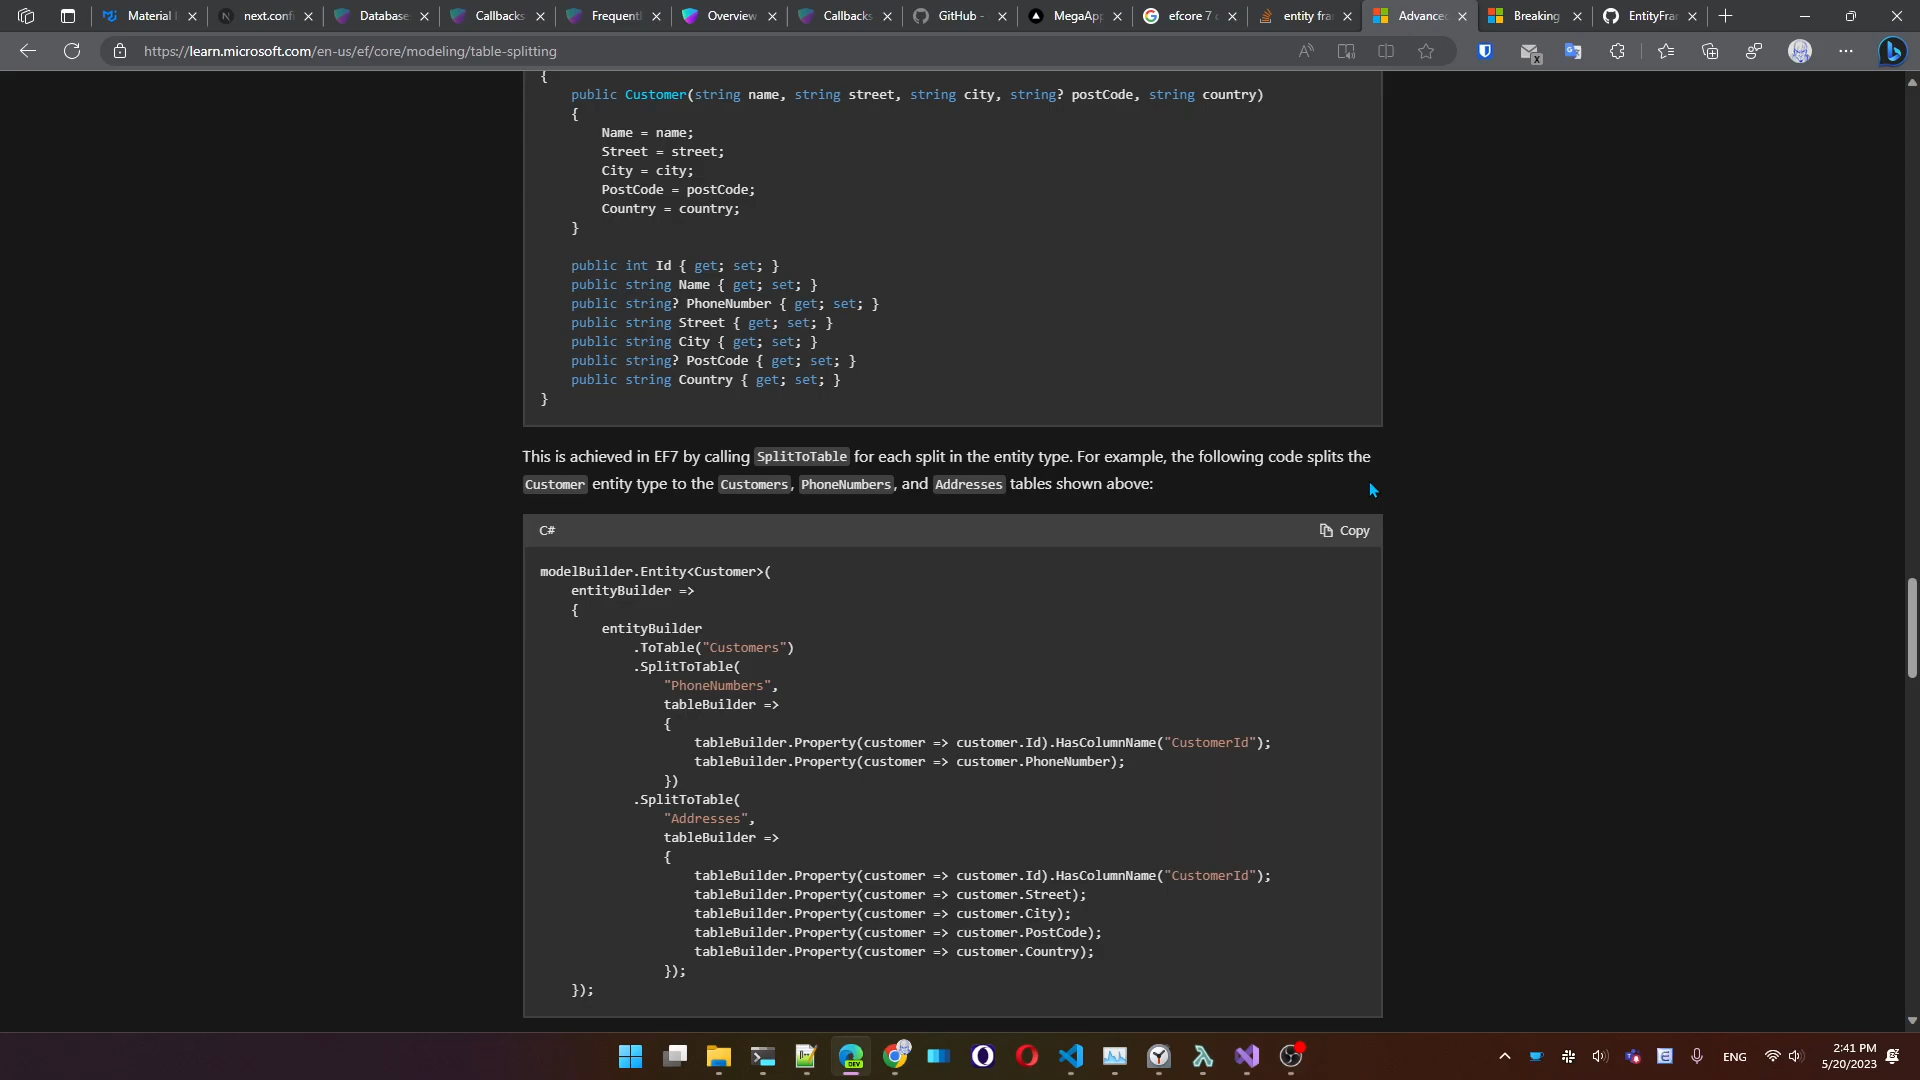 Material
next.confi
Database
Callbacks
Frequentl
Overview
Callbacks
GitHub -
MegaApp
efcore 7 c
entity fra
Advanced
Breaking
EntityFra
https://learn.microsoft.com/en-us/ef/core/modeling/table-splitting
{
public Customer(string name, string street, string city, string? postCode, string country)
{
Name = name;
Street = street;
City = city;
PostCode = postCode;
Country = country;
}
public int Id { get; set; }
public string Name { get; set; }
public string? PhoneNumber { get; set; }
public string Street { get; set; }
public string City { get; set; }
public string? PostCode { get; set; }
public string Country { get; set; }
}
This is achieved in EF7 by calling SplitToTable for each split in the entity type. For example, the following code splits the
Customer entity type to the Customers, PhoneNumbers, and Addresses tables shown above:
C#
Copy
modelBuilder.Entity<Customer>(
entityBuilder =>
{
entityBuilder
.ToTable("Customers")
.SplitToTable(
"PhoneNumbers",
tableBuilder =>
{
tableBuilder.Property(customer => customer.Id).HasColumnName("CustomerId");
tableBuilder.Property(customer => customer.PhoneNumber);
})
.SplitToTable(
"Addresses",
tableBuilder =>
{
tableBuilder.Property(customer => customer.Id).HasColumnName("CustomerId");
tableBuilder.Property(customer => customer.Street);
tableBuilder.Property(customer => customer.City);
tableBuilder.Property(customer => customer.PostCode);
tableBuilder.Property(customer => customer.Country);
});
});
ENG
2:41 PM
5/20/2023